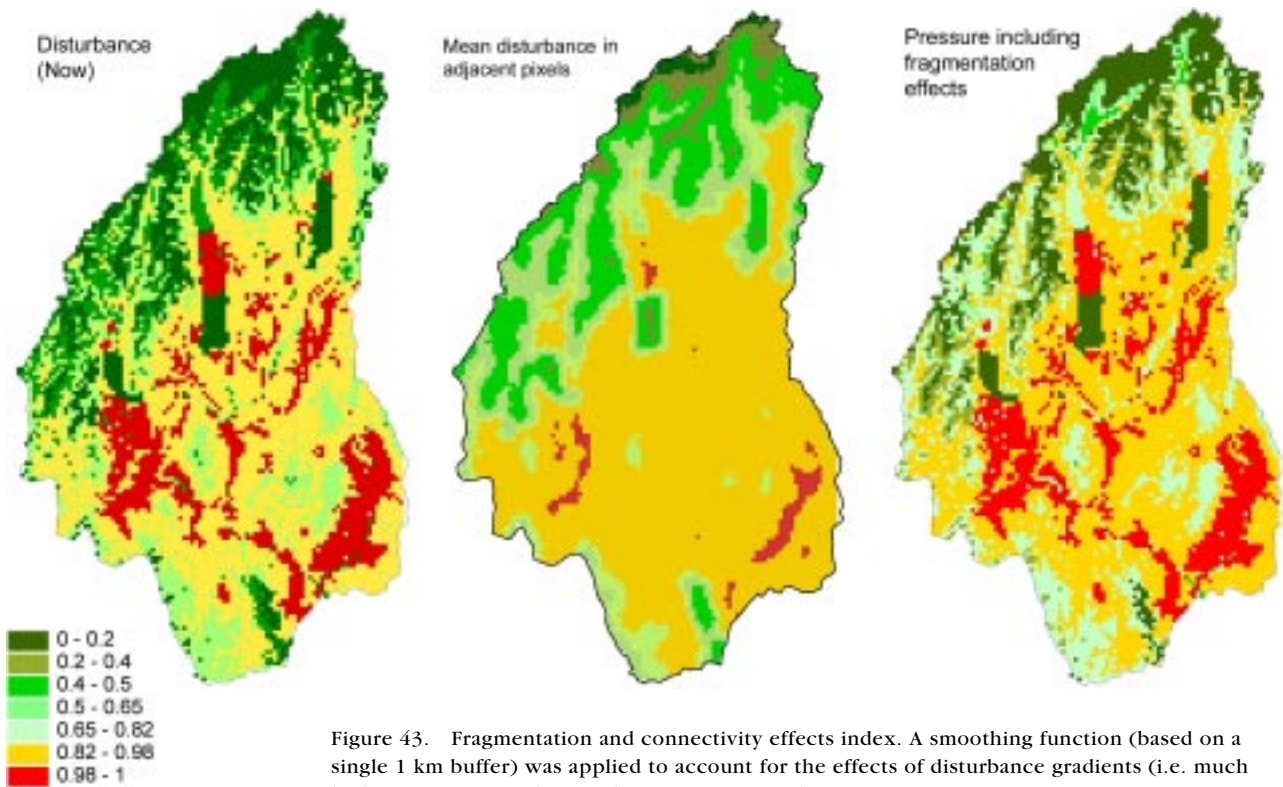 Disturbance
(Now)
Mean disturbance in
adjacent pixels
Pressure including
fragmentation
effects
0 - 0.2
0.2 - 0.4
0.4 - 0.5
0.5 - 0.65
0.65 - 0.82
0.82 - 0.98
0.98 - 1
Figure 43. Fragmentation and connectivity effects index. A smoothing function (based on a
single 1 km buffer) was applied to account for the effects of disturbance gradients (i.e. much